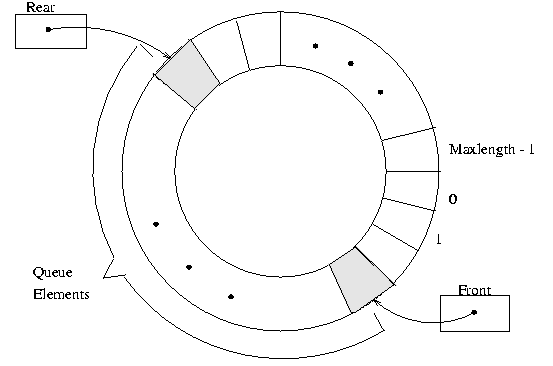 Rear
Maxlength - 1
0
1
Queue
Elements
Front